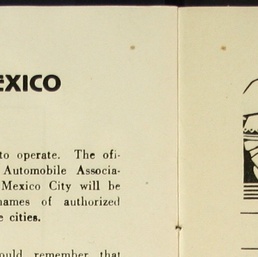 EXICO
to operate. The ofi-
Automobile Associa-
Mexico City will be
names of authorized
e cities.
ould remember that